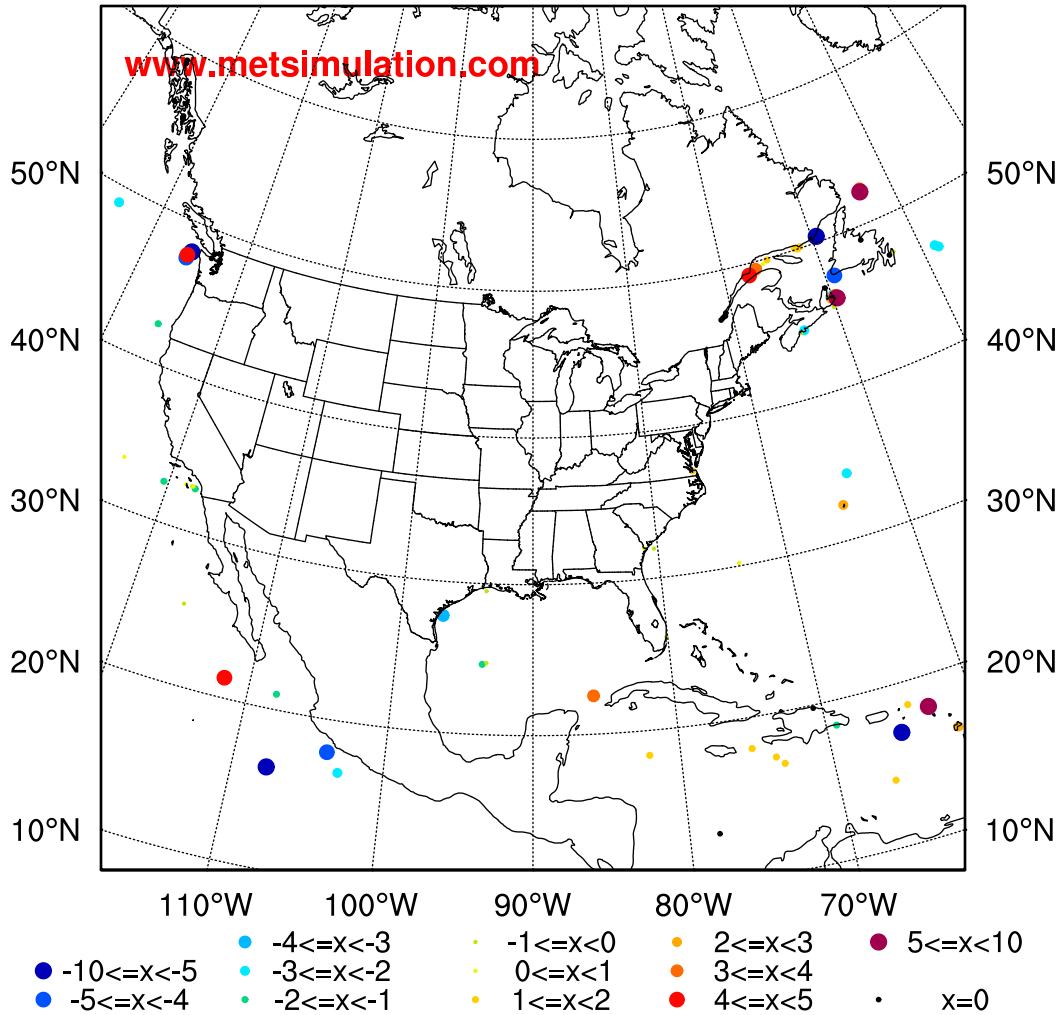 www.metsimulation.com
50°N 50°N
40°N 40°N
30°N 30°N
20°N 20°N
10°N 10°N
110°W 100°W 90°W 80°W 70°W
-4<=x<-3 -1<=x<0 2<=x<3 5<=x<10
-10<=x<-5 -3<=x<-2 0<=x<1 3<=x<4
-5<=x<-4 -2<=x<-1 1<=x<2 4<=x<5 x=0